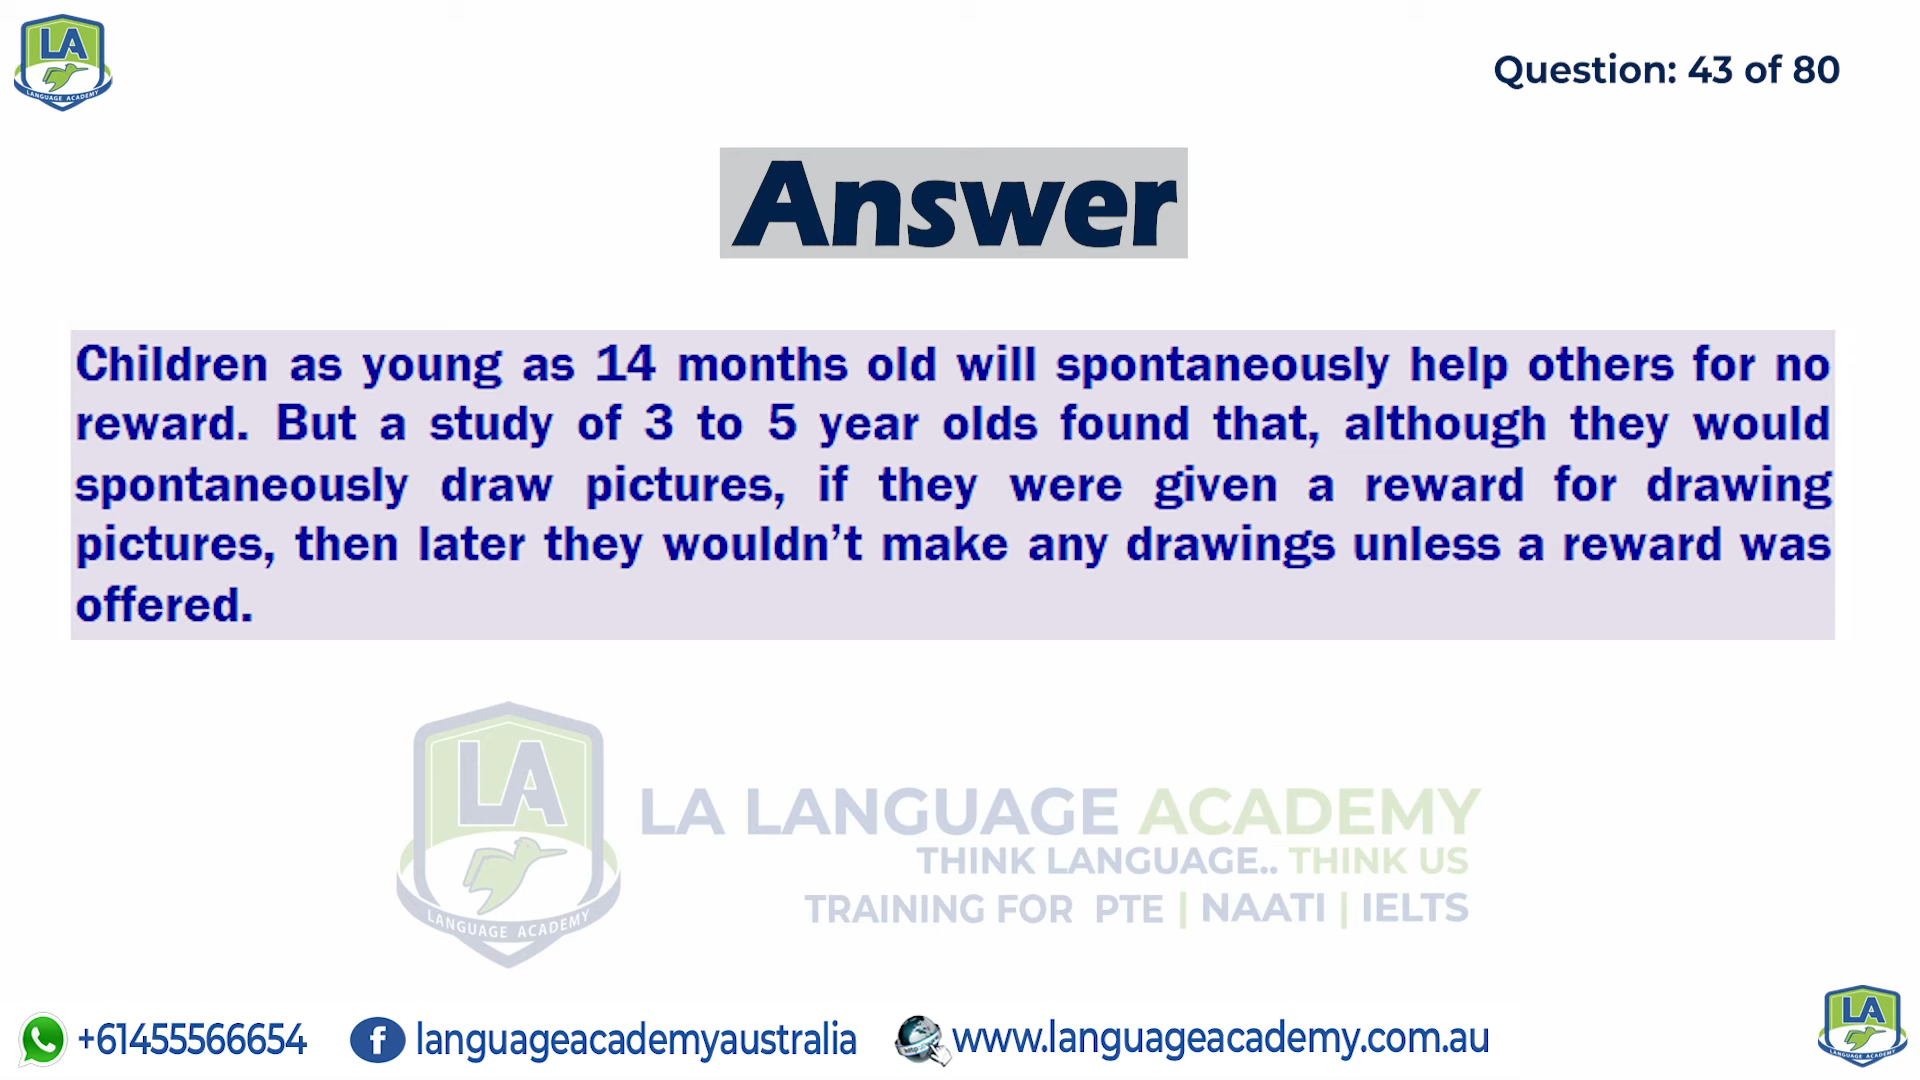 LA
LANGUAGE ACADEMY
Question: 43 of 80
Answer
Children as young as 14 months old will spontaneously help others for no
reward. But a study of 3 to 5 year olds found that, although they would
spontaneously draw pictures, if they were given a reward for drawing
pictures, then later they wouldn’t make any drawings unless a reward was
offered.
LA
LANGUAGE ACADEMY
LA LANGUAGE ACADEMY
THINK LANGUAGE.. THINK US
TRAINING FOR PTE | NAATI | IELTS
+61455566654
f languageacademyaustralia
http www.languageacademy.com.au
LA
LANGUAGE ACADEMY